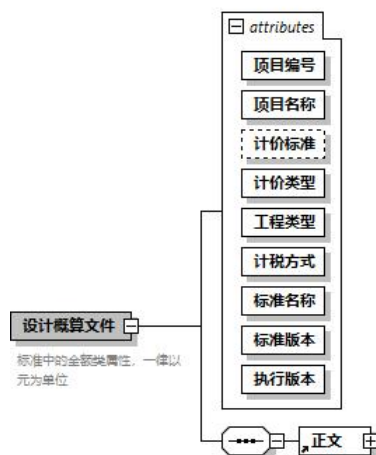 attributes
项目编号
项目名称
计价标准
计价类型
工程类型
计税方式
标准名称
标准版本
执行版本
设计概算文件
标准中的金额类属性，一律以
元为单位
正文